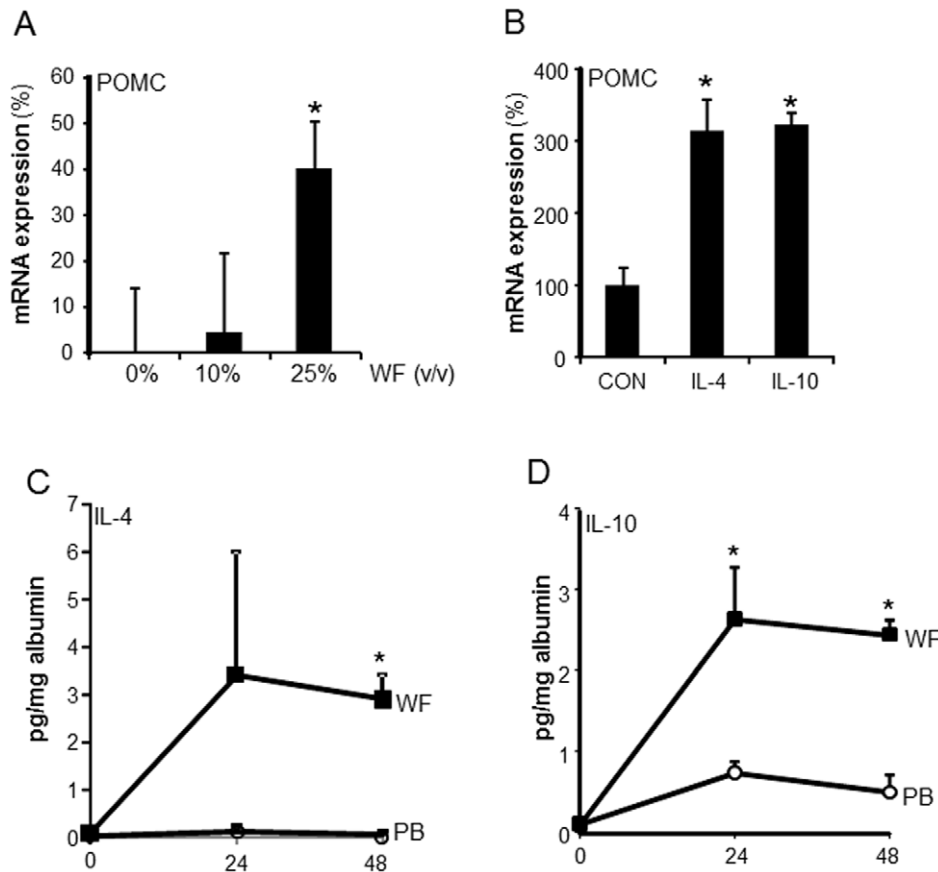 A
POMC
mRNA expression (%)
60
50
40
30
20
10
0
*
0% 10% 25% WF (v/v)
B
POMC
mRNA expression (%)
400
300
200
100
0
* *
CON IL-4 IL-10
C
IL-4
pg/mg albumin
7
6
5
4
3
2
1
0
*
WF
PB
0 24 48
D
IL-10
pg/mg albumin
4
3
2
1
0
* *
WF
PB
0 24 48